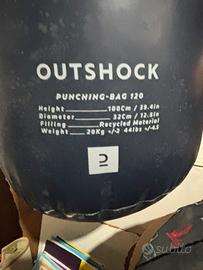 OUTSHOCK
PUNCHING-BAG 120
Height 100Cm / 39.4in
Diameter 32Cm / 12.6in
Filling Recycled Material
Weight 20Kg +/-2 44lbs +/-4.5
subito